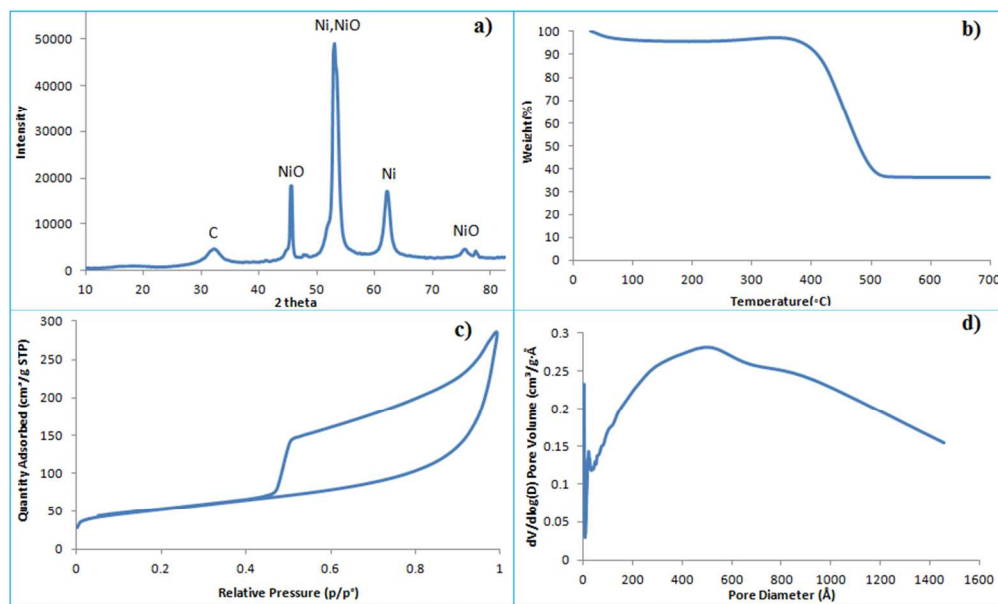 a)
Intensity
50000
40000
30000
20000
10000
0
Ni,NiO
NiO
Ni
C
NiO
10 20 30 40 50 60 70 80
2 theta
b)
Weight(%)
100
90
80
70
60
50
40
30
20
10
0
0 100 200 300 400 500 600 700
Temperature(◦C)
c)
Quantity Adsorbed (cm³/g STP)
300
250
200
150
100
50
0
0 0.2 0.4 0.6 0.8 1
Relative Pressure (p/p°)
d)
dV/dlog(D) Pore Volume (cm³/g·Å
0.3
0.25
0.2
0.15
0.1
0.05
0
0 200 400 600 800 1000 1200 1400 1600
Pore Diameter (Å)